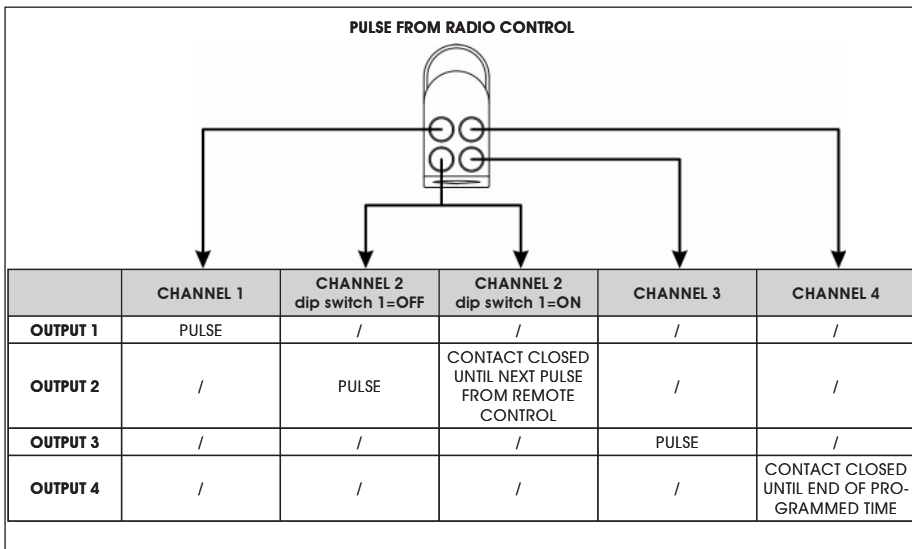 PULSE FROM RADIO CONTROL
CHANNEL 1
CHANNEL 2
dip switch 1=OFF
CHANNEL 2
dip switch 1=ON
CHANNEL 3
CHANNEL 4
OUTPUT 1
PULSE
/
/
/
/
OUTPUT 2
/
PULSE
CONTACT CLOSED
UNTIL NEXT PULSE
FROM REMOTE
CONTROL
/
/
OUTPUT 3
/
/
/
PULSE
/
OUTPUT 4
/
/
/
/
CONTACT CLOSED
UNTIL END OF PRO-
GRAMMED TIME